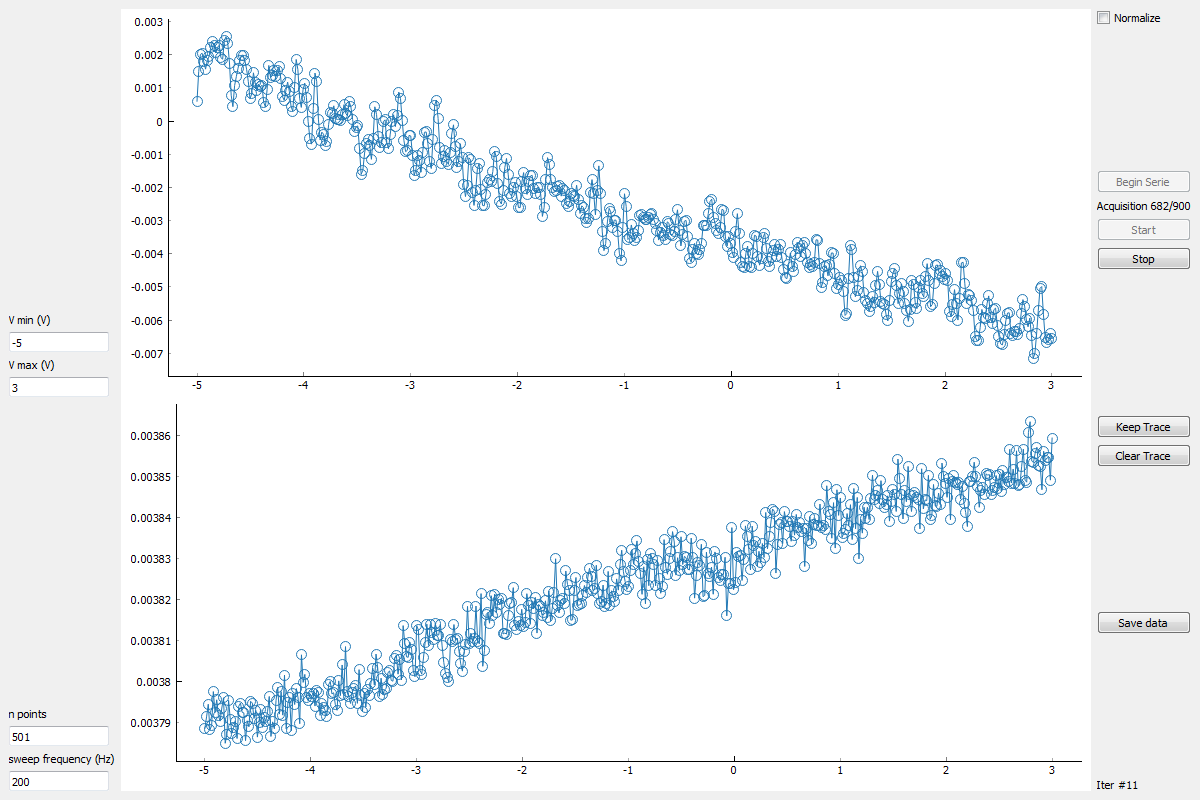 Normalize
Begin Serie
Acquisition 682/900
Start
Stop
V min (V)
-5
V max (V)
3
0.003
0.002
0.001
0
-0.001
-0.002
-0.003
-0.004
-0.005
-0.006
-0.007
-5 -4 -3 -2 -1 0 1 2 3
Keep Trace
Clear Trace
0.00386
0.00385
0.00384
0.00383
0.00382
0.00381
0.0038
0.00379
-5 -4 -3 -2 -1 0 1 2 3
Save data
n points
501
sweep frequency (Hz)
200
Iter #11